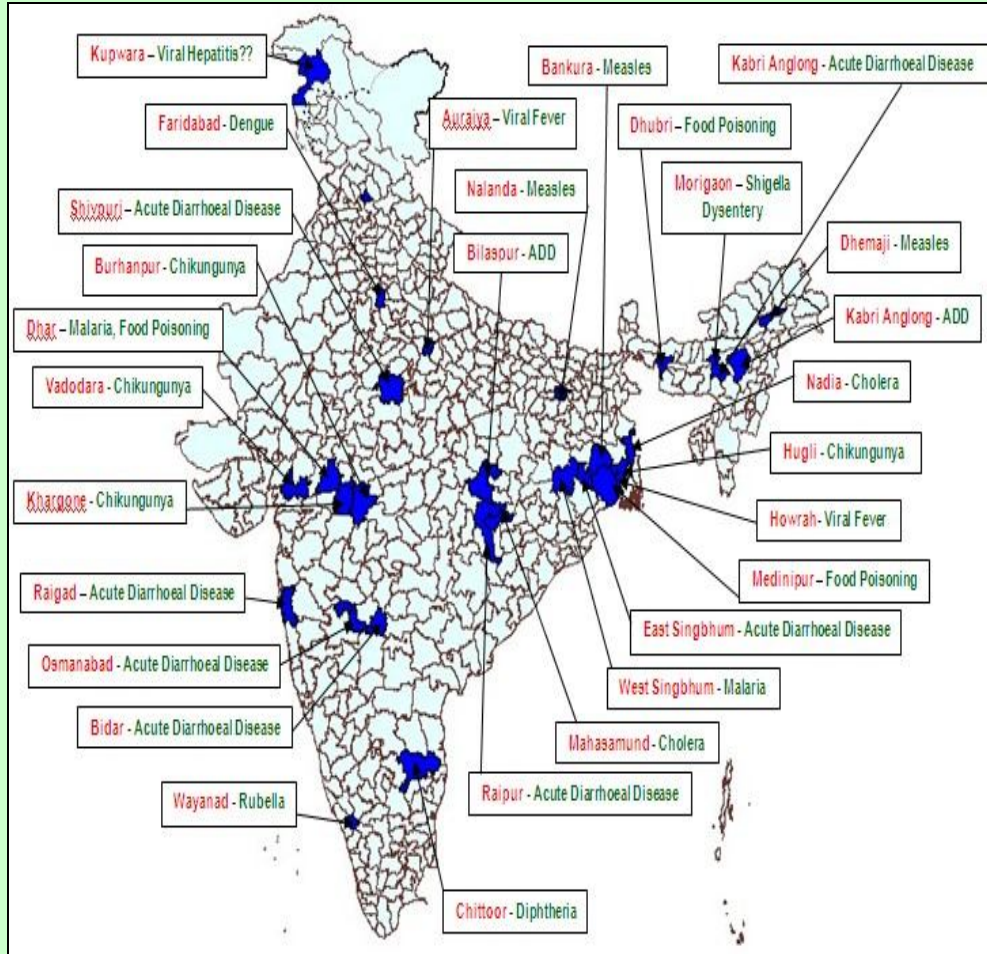 Kupwara – Viral Hepatitis??
Bankura - Measles
Kabri Anglong - Acute Diarrhoeal Disease
Faridabad - Dengue
Auraiya – Viral Fever
Dhubri – Food Poisoning
Shivpuri – Acute Diarrhoeal Disease
Nalanda - Measles
Morigaon – Shigella
Dysentery
Burhanpur - Chikungunya
Bilaspur - ADD
Dhemaji - Measles
Dhar – Malaria, Food Poisoning
Kabri Anglong - ADD
Vadodara - Chikungunya
Nadia - Cholera
Hugli - Chikungunya
Khargone - Chikungunya
Howrah- Viral Fever
Medinipur – Food Poisoning
Raigad – Acute Diarrhoeal Disease
East Singbhum - Acute Diarrhoeal Disease
Osmanabad - Acute Diarrhoeal Disease
West Singbhum - Malaria
Bidar - Acute Diarrhoeal Disease
Mahasamund - Cholera
Wayanad - Rubella
Raipur - Acute Diarrhoeal Disease
Chittoor - Diphtheria